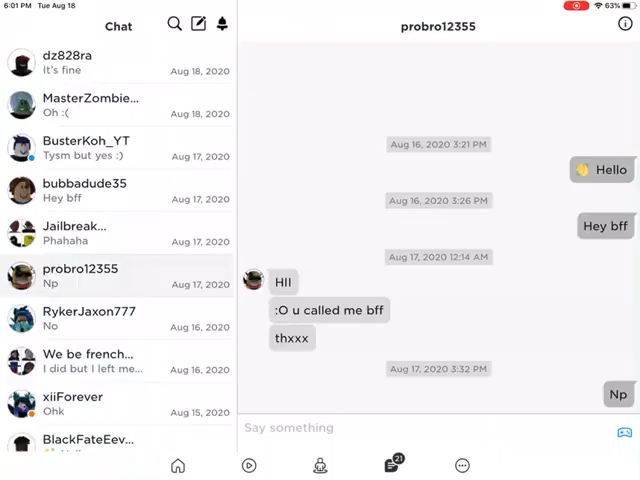 6:01 PM Tue Aug 18
63%
Chat
probro12355
dz828ra
It's fine
Aug 18, 2020
MasterZombie...
Oh :(
Aug 18, 2020
BusterKoh_YT
Tysm but yes :)
Aug 17, 2020
bubbadude35
Hey bff
Aug 17, 2020
Jailbreak...
Phahaha
Aug 17, 2020
probro12355
Np
Aug 17, 2020
RykerJaxon777
No
Aug 16, 2020
We be french...
I did but I left me...
Aug 16, 2020
xiiForever
Ohk
Aug 15, 2020
BlackFateEev...
Aug 16, 2020 3:21 PM
👋 Hello
Aug 16, 2020 3:26 PM
Hey bff
Aug 17, 2020 12:14 AM
HII
:O u called me bff
thxxx
Aug 17, 2020 3:32 PM
Np
Say something
21